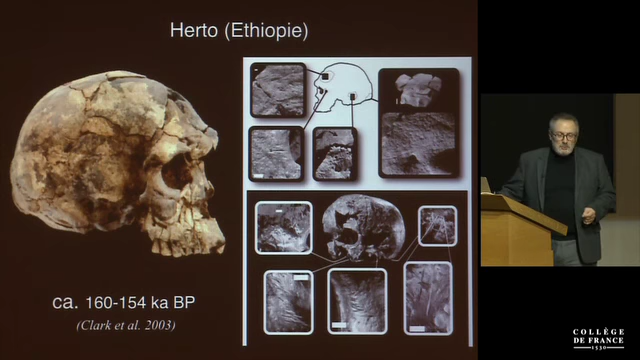 Herto (Ethiopie)
ca. 160-154 ka BP
(Clark et al. 2003)
COLLÈGE
DE FRANCE
1530